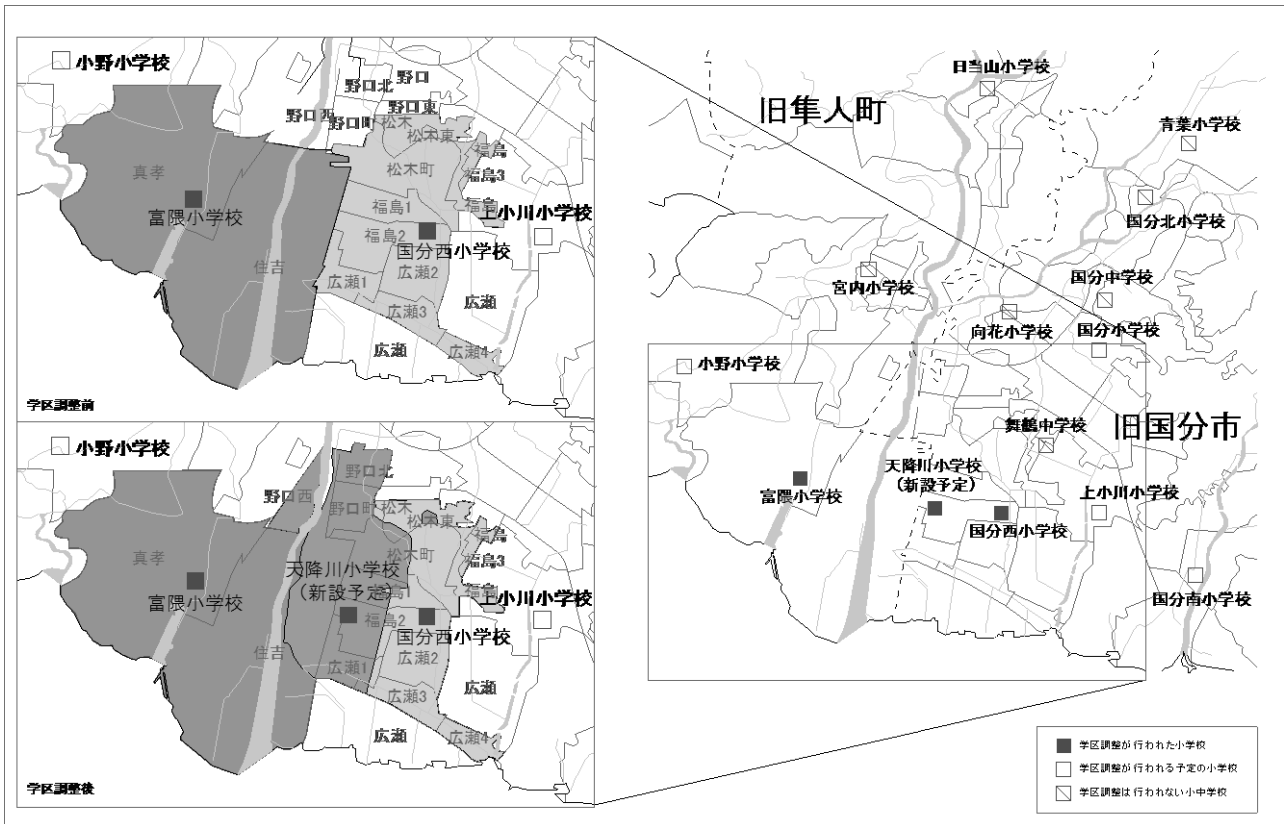 小野小学校
野口
野口北
野口東
野口西
野口町
松木
松木東
福島
真孝
松木町
福島3
富隈小学校
福島1
福島
上小川小学校
福島2
国分西小学校
住吉
広瀬1
広瀬2
広瀬
広瀬3
広瀬
広瀬4
学区調整前
小野小学校
野口北
野口西
野口町
松木
松木東
福島
真孝
松木町
福島3
天降川小学校
(新設予定)
富隈小学校
福島1
福島
上小川小学校
福島2
国分西小学校
住吉
広瀬1
広瀬2
広瀬
広瀬3
広瀬
広瀬4
学区調整後
日当山小学校
旧隼人町
青葉小学校
国分北小学校
宮内小学校
国分中学校
向花小学校
国分小学校
小野小学校
旧国分市
舞鶴中学校
天降川小学校
(新設予定)
富隈小学校
上小川小学校
国分西小学校
国分南小学校
学区調整が行われた小学校
学区調整が行われる予定の小学校
学区調整は行われない小中学校